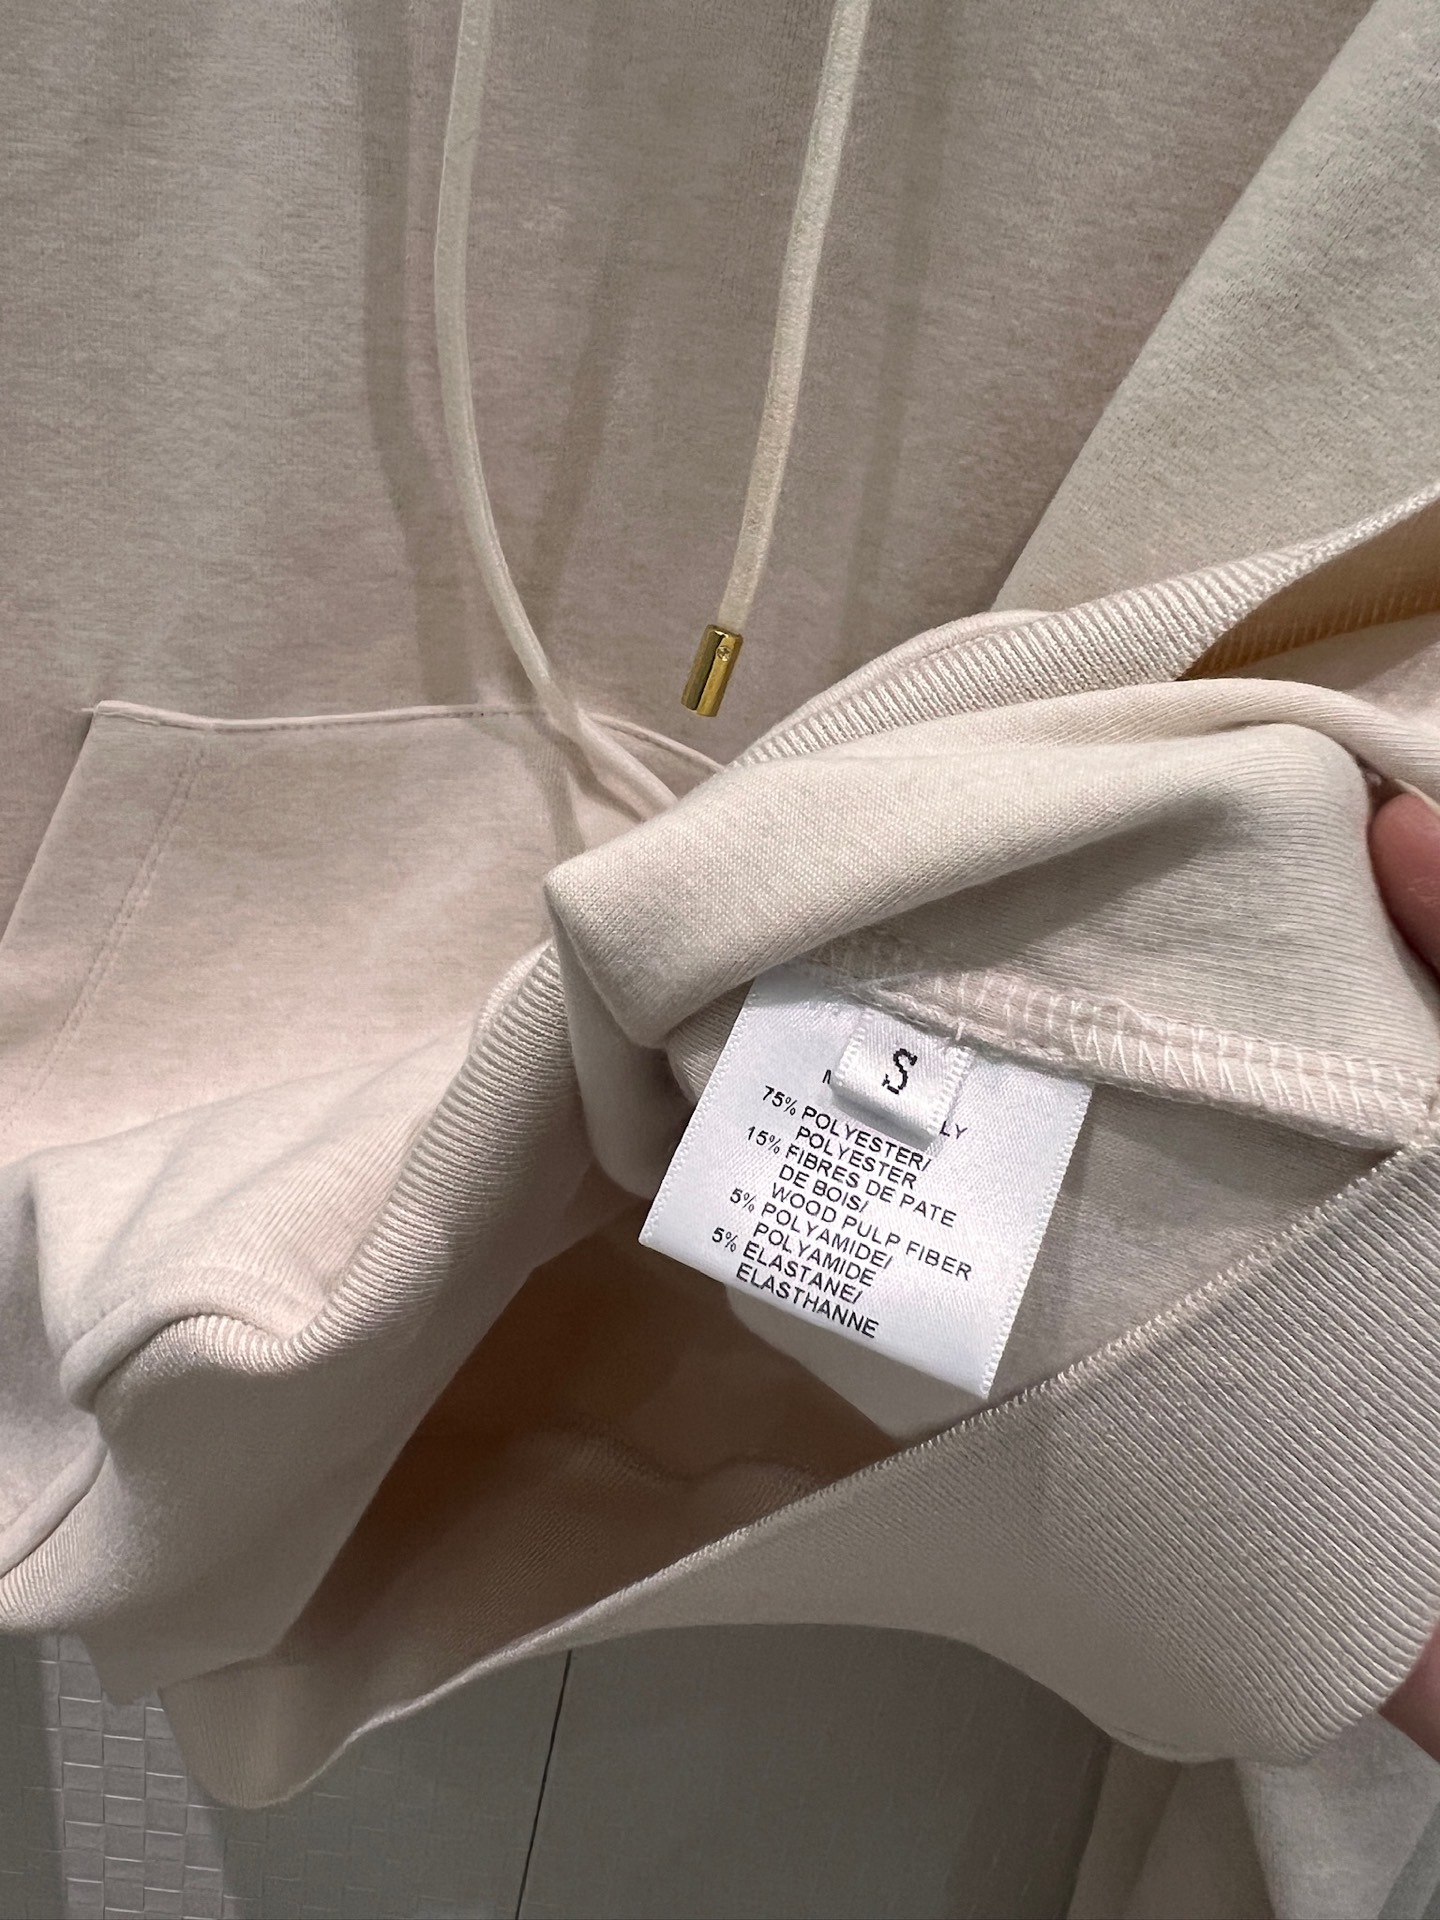 S
75% POLYESTER/
POLYESTER
15% FIBRES DE PATE
DE BOIS/
WOOD PULP FIBER
5% POLYAMIDE/
POLYAMIDE
5% ELASTANE/
ELASTHANNE